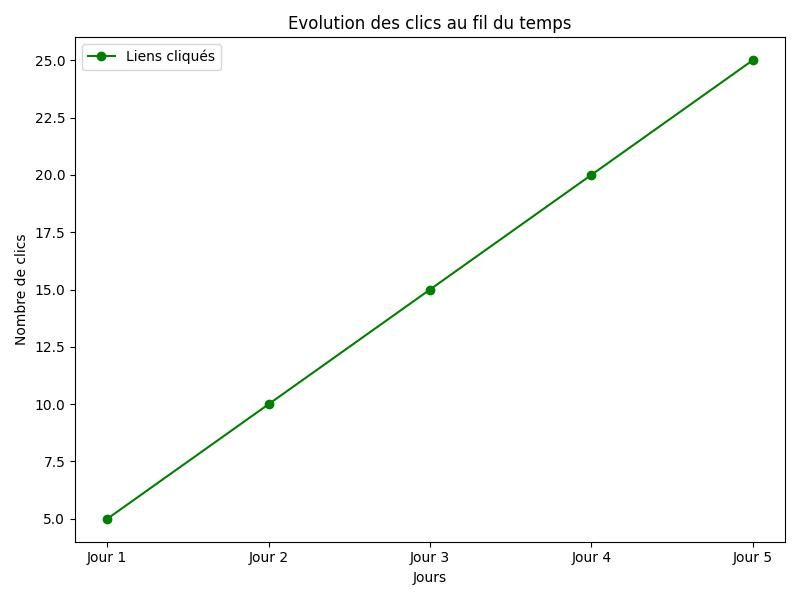 Evolution des clics au fil du temps
Liens cliqués
25.0
22.5
20.0
17.5
15.0
12.5
10.0
7.5
5.0
Nombre de clics
Jour 1 Jour 2 Jour 3 Jour 4 Jour 5
Jours